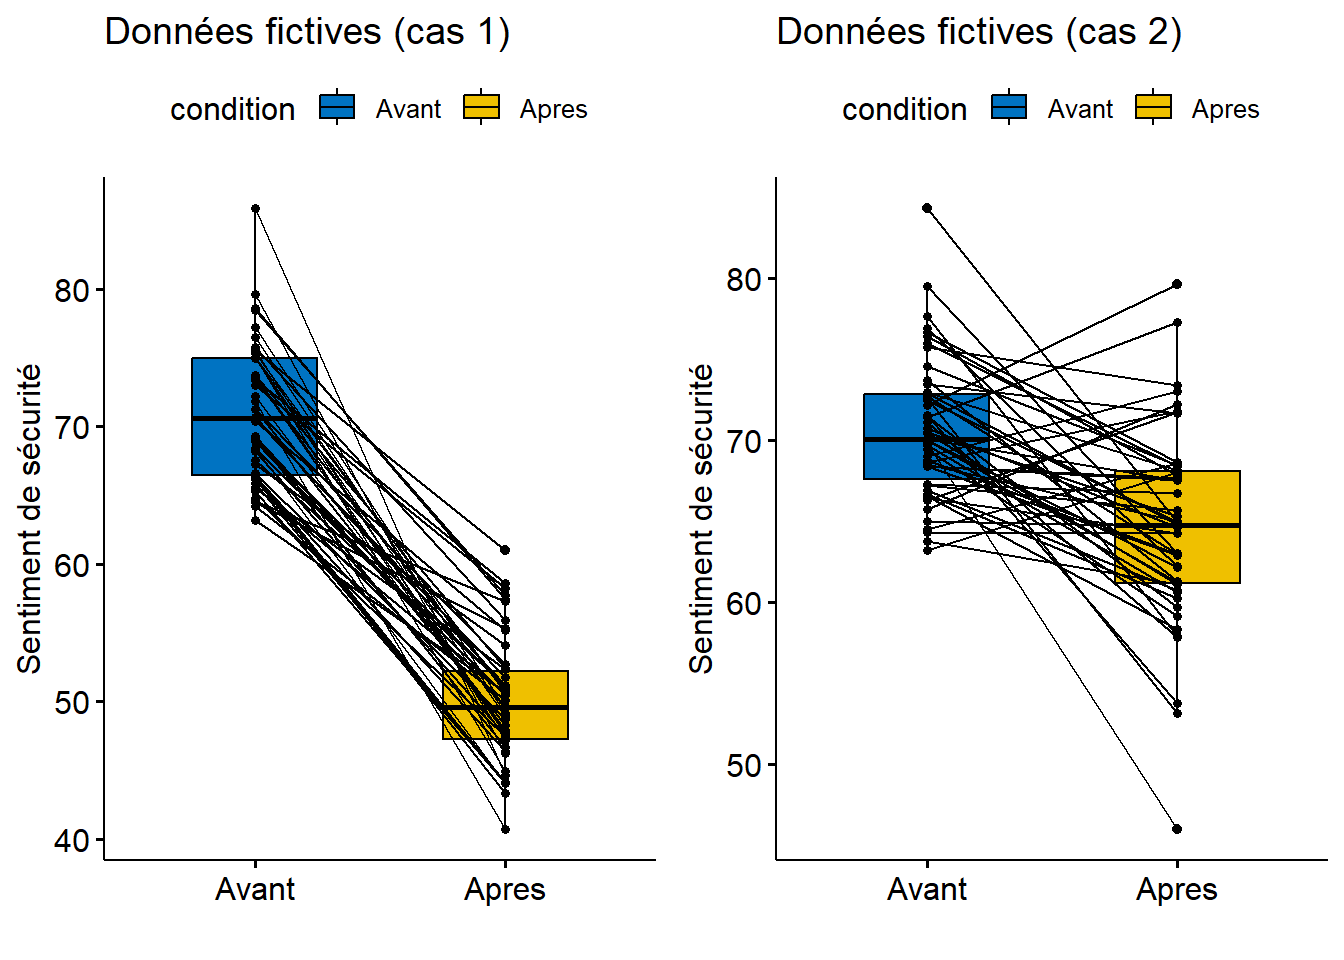 Données fictives (cas 1)
condition Avant Apres
Sentiment de sécurité
80
70
60
50
40
Avant Apres
Données fictives (cas 2)
condition Avant Apres
Sentiment de sécurité
80
70
60
50
Avant Apres